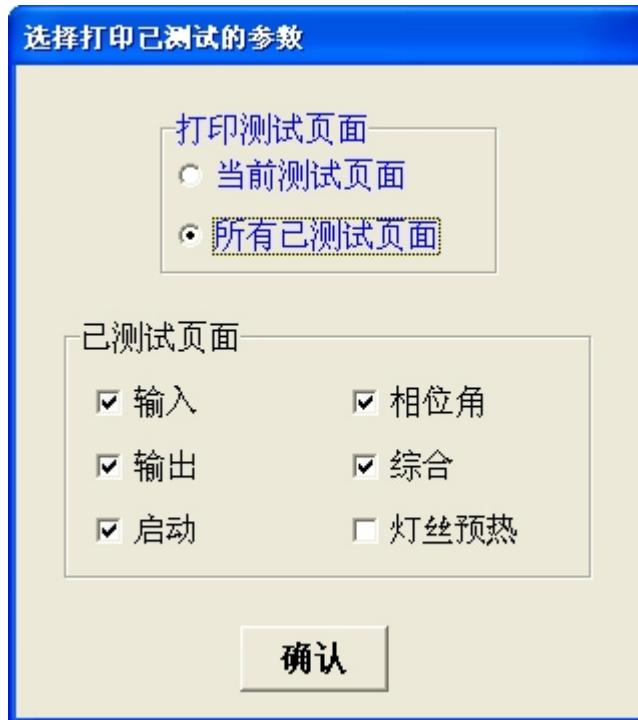 选择打印已测试的参数
打印测试页面
当前测试页面
所有已测试页面
已测试页面
输入 相位角
输出 综合
启动 灯丝预热
确认